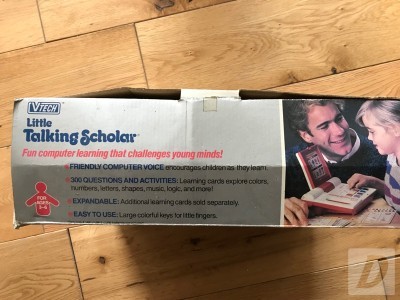 VTECH
Little
Talking Scholar
Fun computer learning that challenges young minds!
FRIENDLY COMPUTER VOICE encourages children as they learn.
300 QUESTIONS AND ACTIVITIES: Learning cards explore colors,
numbers, letters, shapes, music, logic, and more!
EXPANDABLE: Additional learning cards sold separately.
EASY TO USE: Large colorful keys for little fingers.
FOR
AGES
D